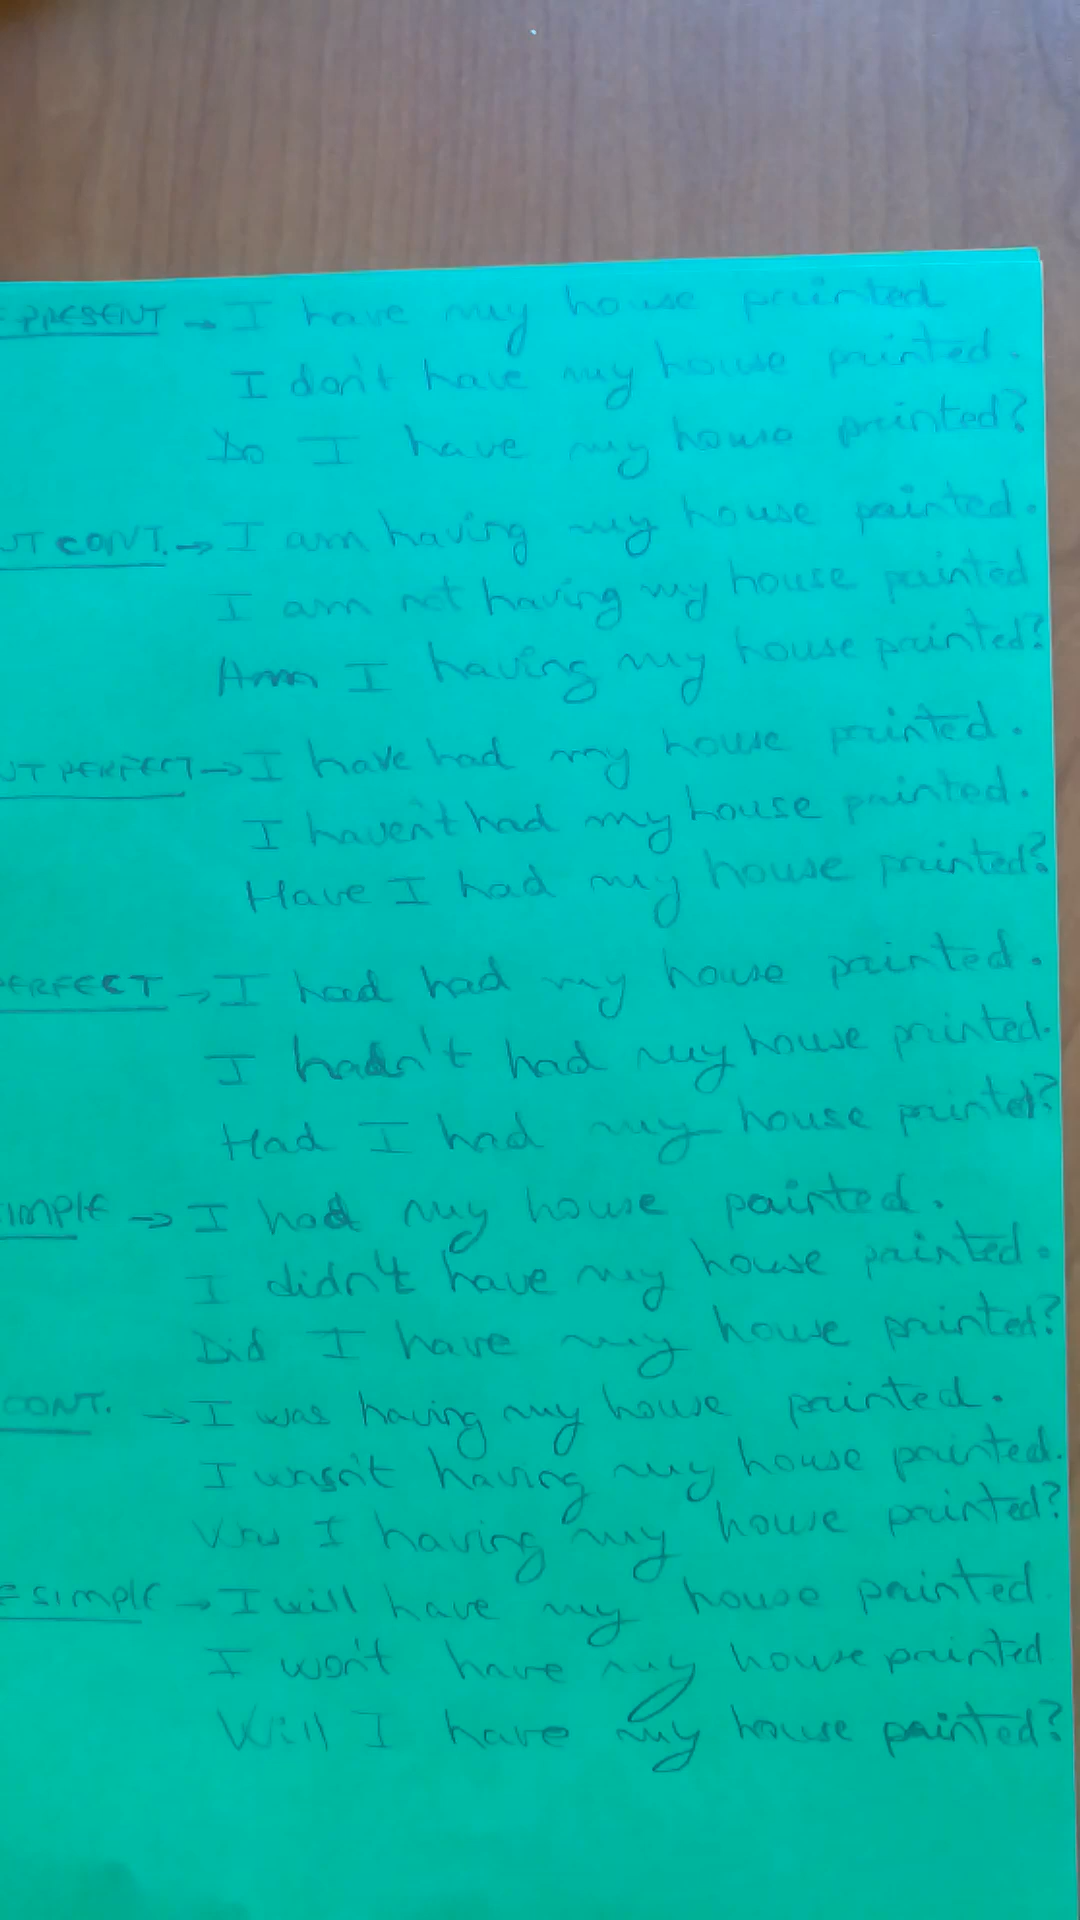 PRESENT → I have my house painted
I don't have my house painted.
Do I have my house painted?
CONT. → I am having my house painted.
I am not having my house painted
Am I having my house painted?
PERFECT → I have had my house painted.
I haven't had my house painted.
Have I had my house painted?
PERFECT → I had had my house painted.
I hadn't had my house painted.
Had I had my house painted?
IMPLE → I had my house painted.
I didn't have my house painted.
Did I have my house painted?
CONT. → I was having my house painted.
I wasn't having my house painted.
Was I having my house painted?
E SIMPLE → I will have my house painted
I won't have my house painted
Will I have my house painted?